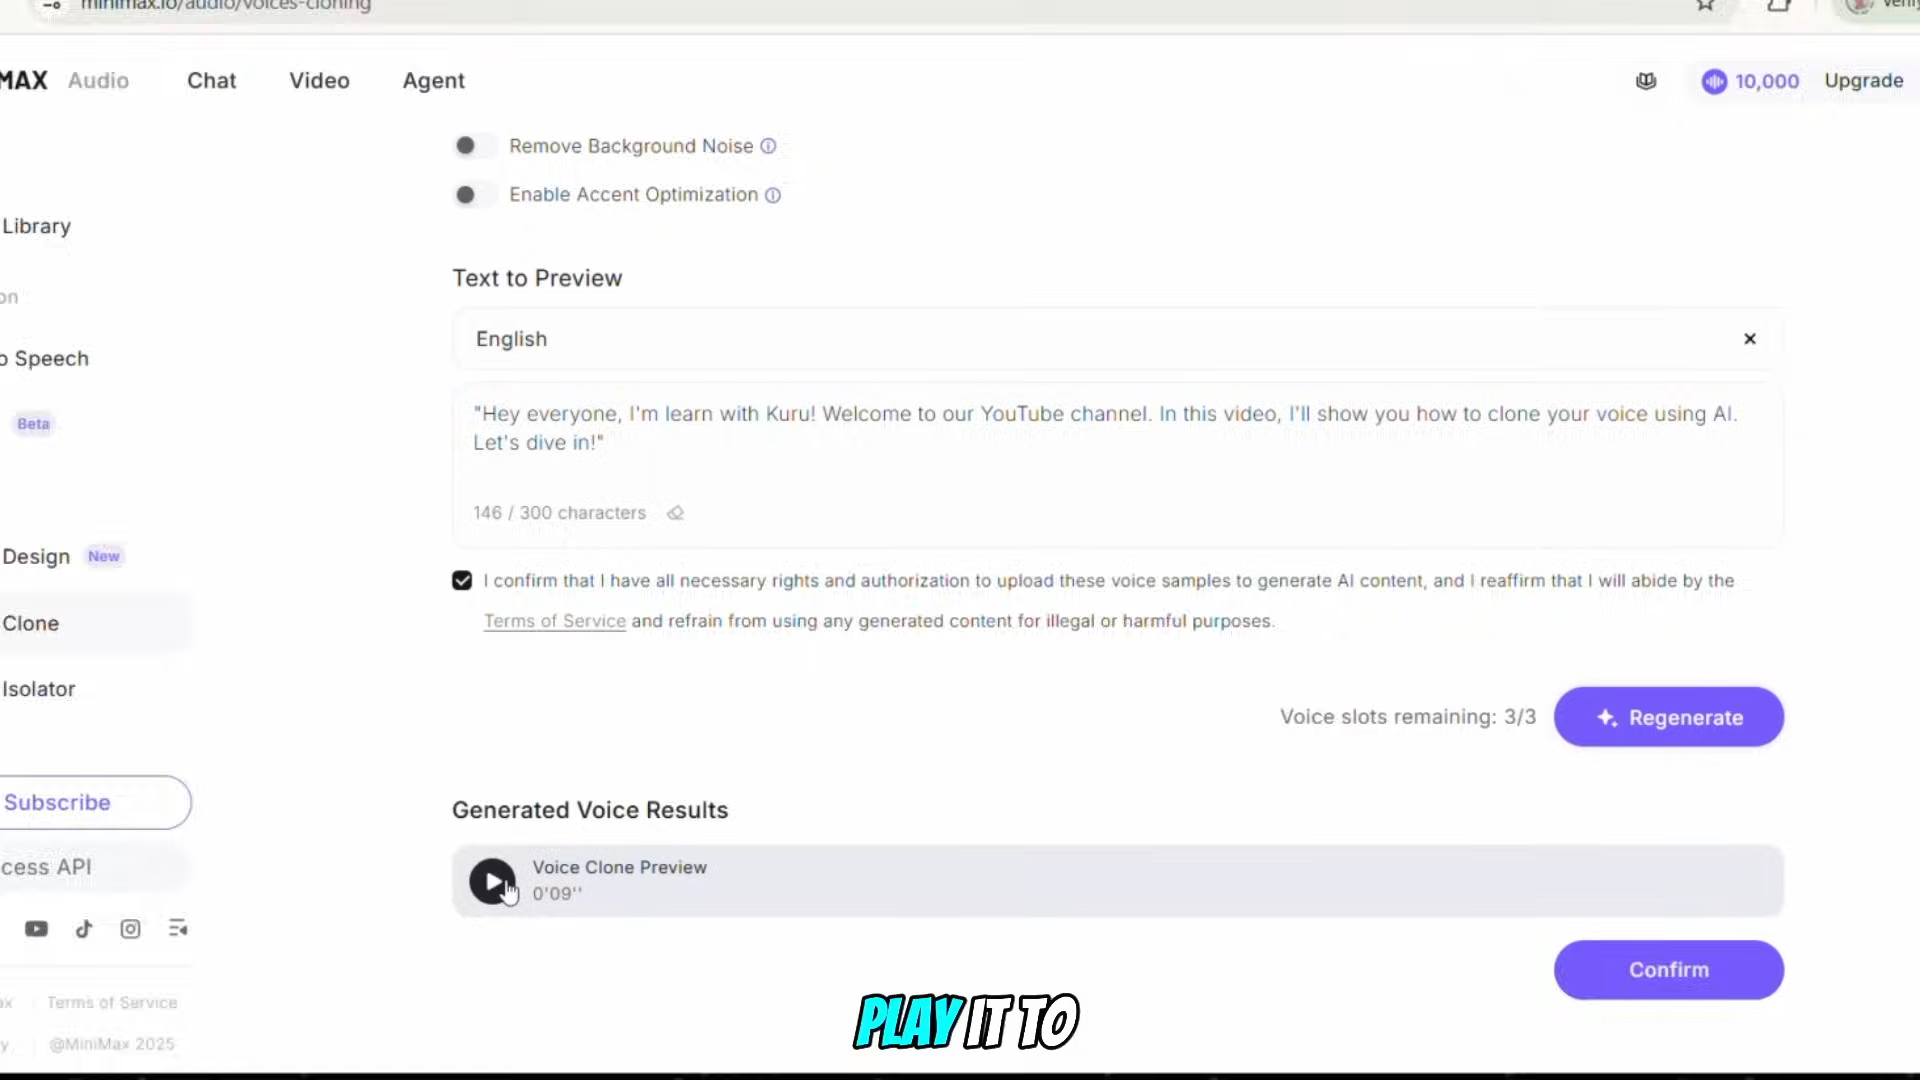 minimax.io/audio/voices-cloning
MAX Audio Chat Video Agent 10,000 Upgrade
Remove Background Noise
Enable Accent Optimization
Library
on
o Speech
Beta
Design New
Clone
Isolator
Subscribe
cess API
Terms of Service
@MiniMax 2025
Text to Preview
English
"Hey everyone, I'm learn with Kuru! Welcome to our YouTube channel. In this video, I'll show you how to clone your voice using AI.
Let's dive in!"
146 / 300 characters
I confirm that I have all necessary rights and authorization to upload these voice samples to generate AI content, and I reaffirm that I will abide by the
Terms of Service and refrain from using any generated content for illegal or harmful purposes.
Voice slots remaining: 3/3 Regenerate
Generated Voice Results
Voice Clone Preview
0'09''
Confirm
PLAY IT TO